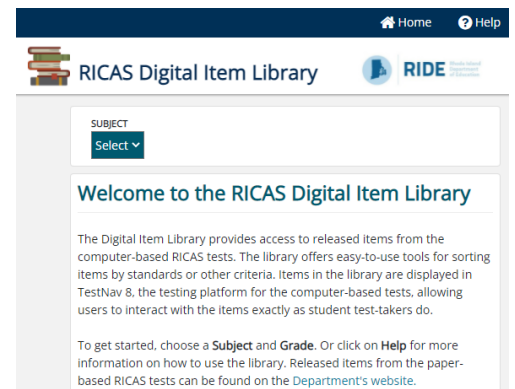 Home Help
RICAS Digital Item Library RIDE Rhode Island
Department
of Education
SUBJECT
Select
Welcome to the RICAS Digital Item Library
The Digital Item Library provides access to released items from the
computer-based RICAS tests. The library offers easy-to-use tools for sorting
items by standards or other criteria. Items in the library are displayed in
TestNav 8, the testing platform for the computer-based tests, allowing
users to interact with the items exactly as student test-takers do.
To get started, choose a Subject and Grade. Or click on Help for more
information on how to use the library. Released items from the paper-
based RICAS tests can be found on the Department's website.